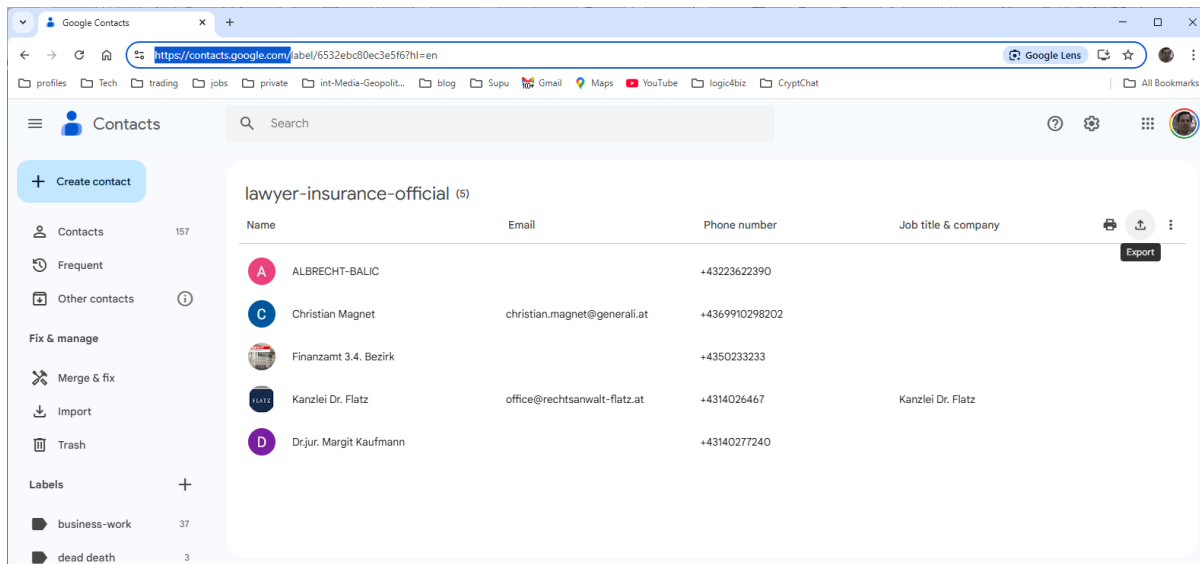 Google Contacts
https://contacts.google.com/label/6532ebc80ec3e5f6?hl=en
Google Lens
profiles Tech trading jobs private int-Media-Geopolit... blog Supu Gmail Maps YouTube logic4biz CryptChat All Bookmarks
Contacts
Search
Create contact
Contacts 157
Frequent
Other contacts
Fix & manage
Merge & fix
Import
Trash
Labels
business-work 37
dead death 3
lawyer-insurance-official (5)
Name Email Phone number Job title & company
Export
A ALBRECHT-BALIC +43223622390
C Christian Magnet christian.magnet@generali.at +4369910298202
Finanzamt 3.4. Bezirk +4350233233
FLATZ Kanzlei Dr. Flatz office@rechtsanwalt-flatz.at +4314026467 Kanzlei Dr. Flatz
D Dr.jur. Margit Kaufmann +43140277240